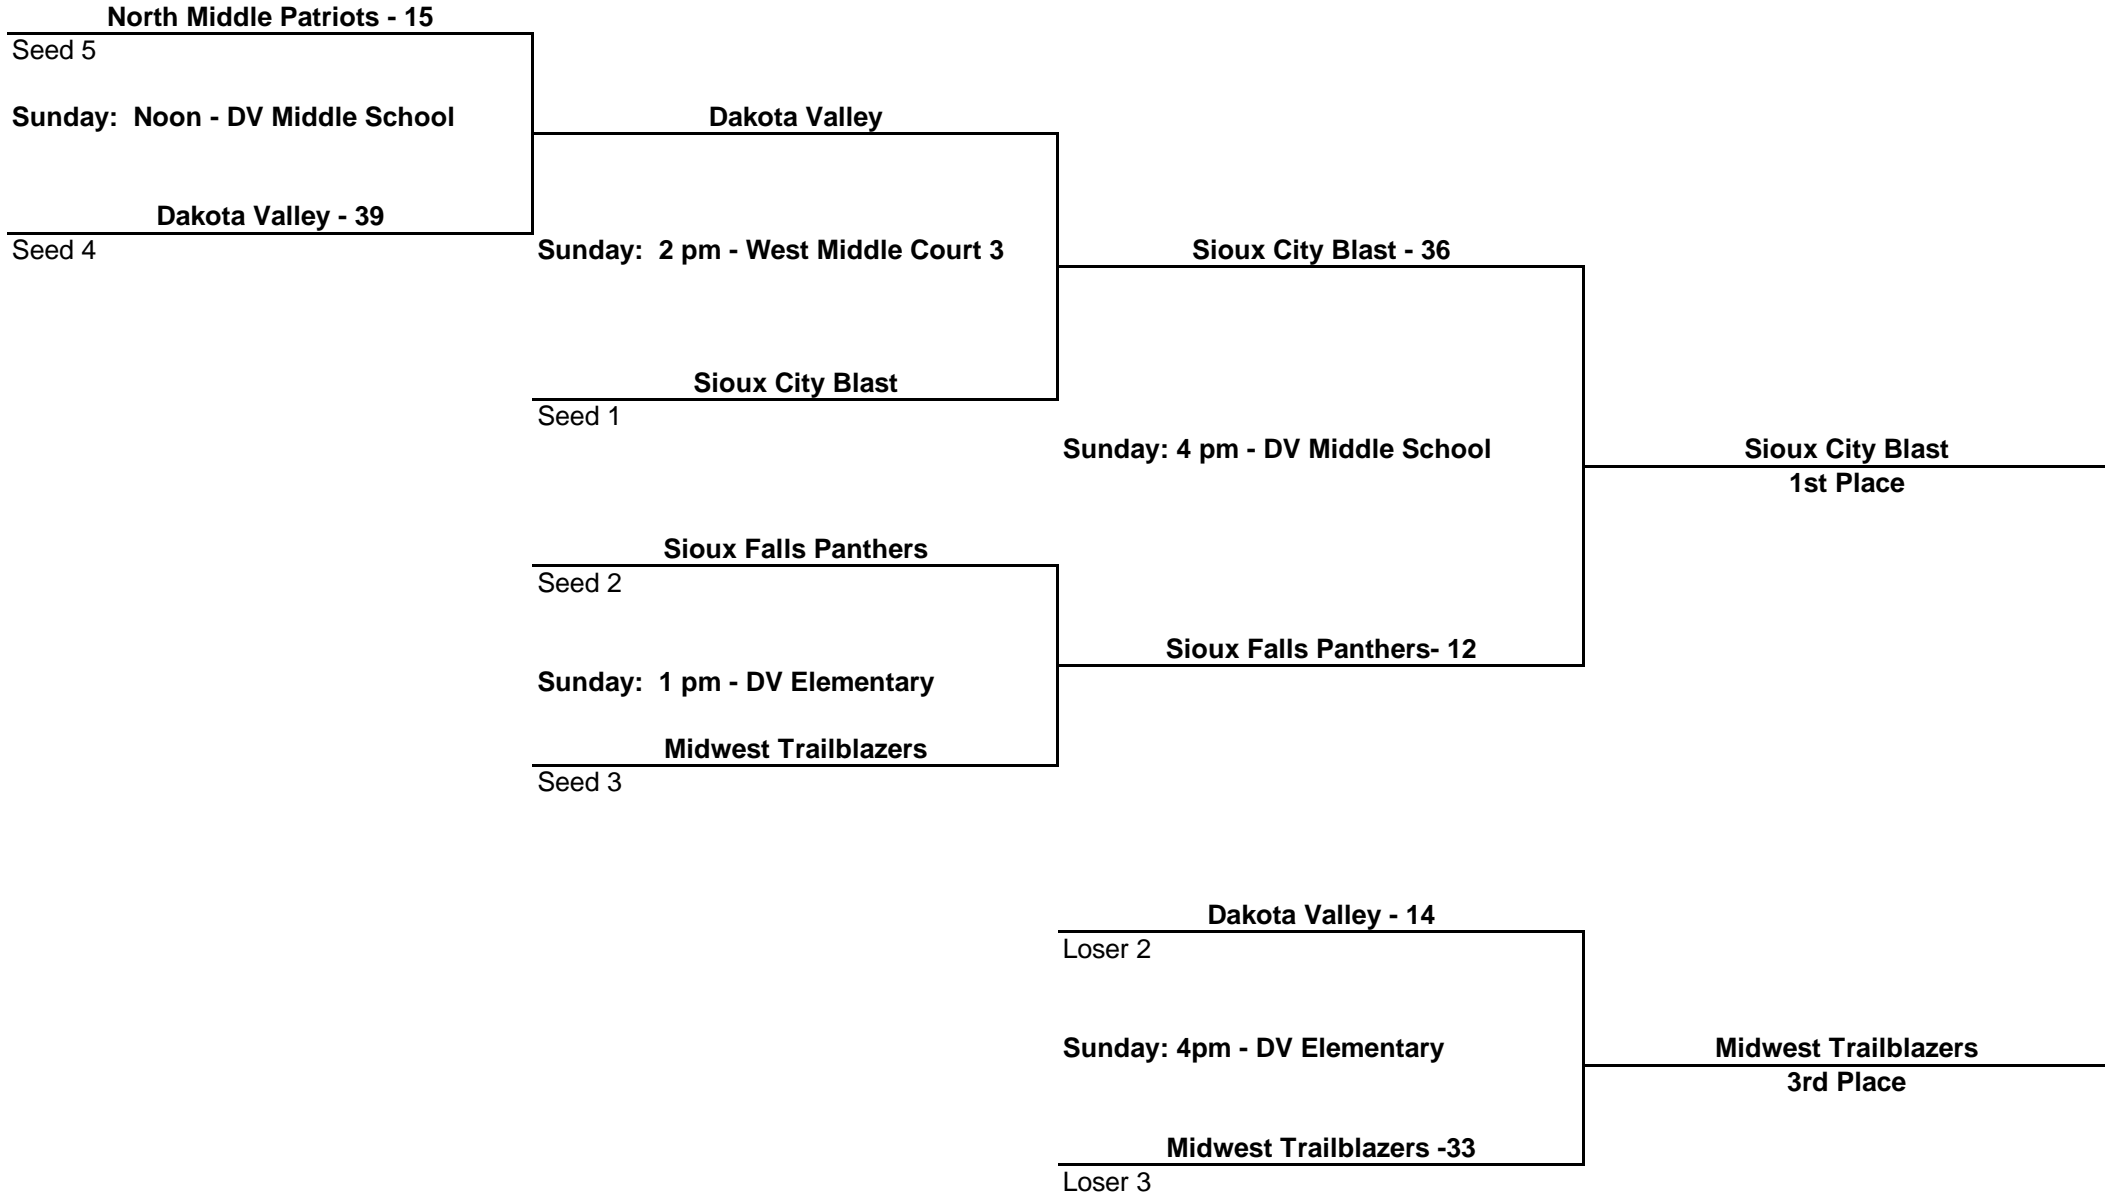 North Middle Patriots - 15
Seed 5
Sunday:  Noon - DV Middle School
Dakota Valley
Dakota Valley - 39
Seed 4
Sunday:  2 pm - West Middle Court 3
Sioux City Blast - 36
Sioux City Blast
Seed 1
Sunday: 4 pm - DV Middle School
Sioux City Blast
1st Place
Sioux Falls Panthers
Seed 2
Sioux Falls Panthers- 12
Sunday:  1 pm - DV Elementary
Midwest Trailblazers
Seed 3
Dakota Valley - 14
Loser 2
Sunday: 4pm - DV Elementary
Midwest Trailblazers
3rd Place
Midwest Trailblazers -33
Loser 3